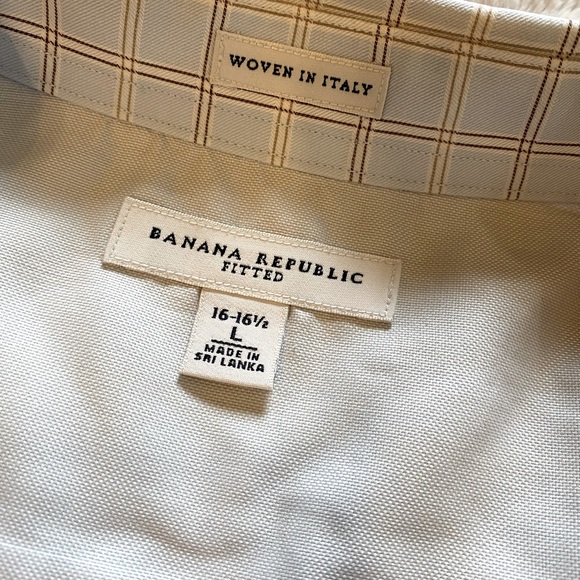 WOVEN IN ITALY
BANANA REPUBLIC
FITTED
16-16½
L
MADE IN
SRI LANKA